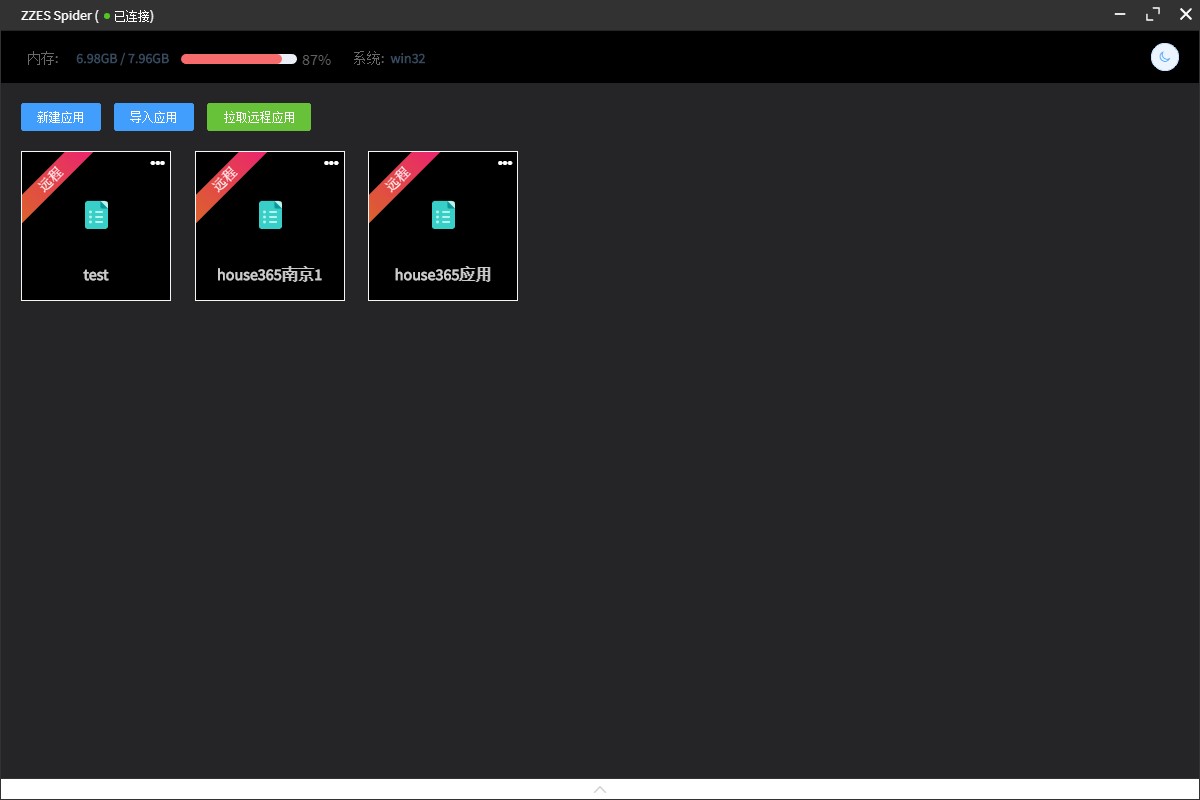 ZZES Spider ( 已连接)
内存: 6.98GB / 7.96GB 87% 系统: win32
新建应用 导入应用 拉取远程应用
远程 远程 远程
test house365南京1 house365应用